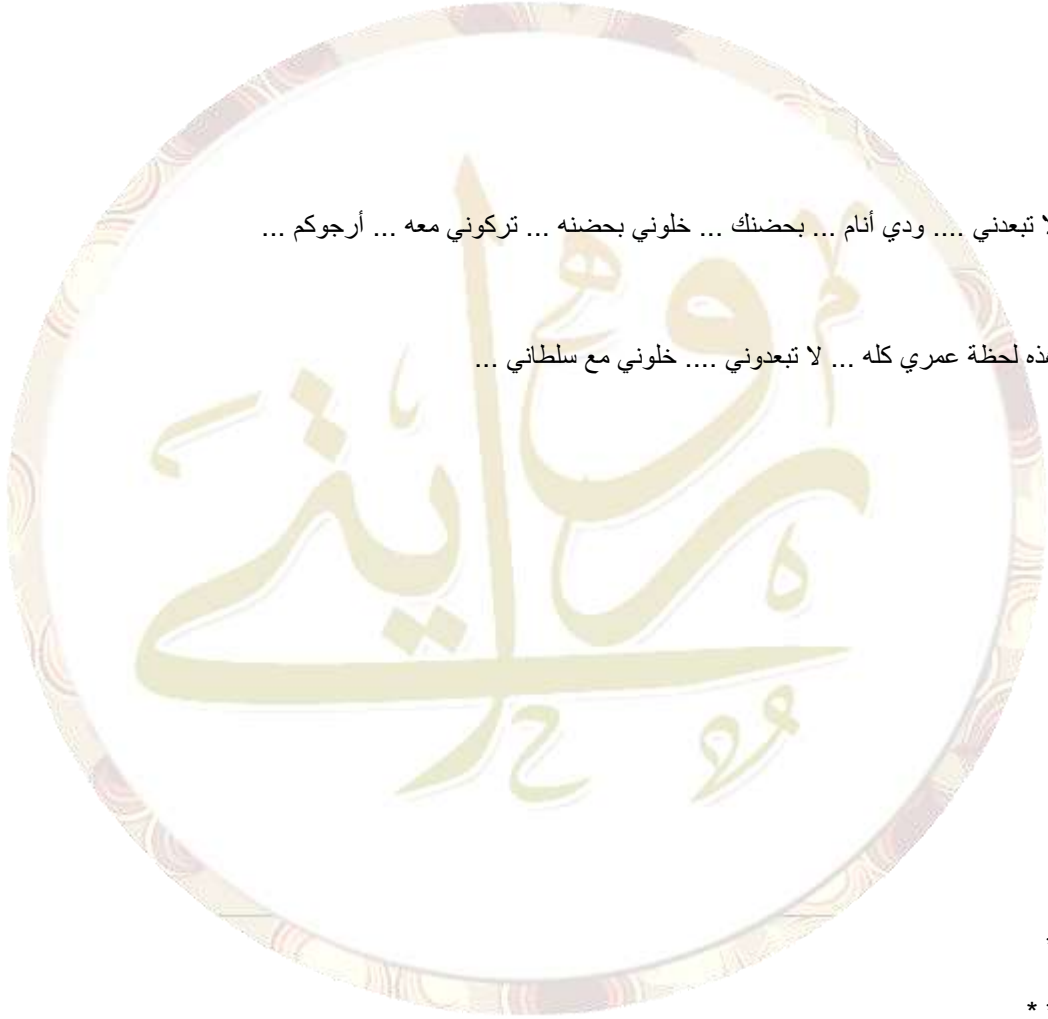 لا تبعدني .... ودي أنام ... بحضنك ... خلوني بحضنه ... تركوني معه ... أرجوكم ...
هذه لحظة عمري كله ... لا تبعدوني .... خلوني مع سلطاني ...
روايتي
*
* *